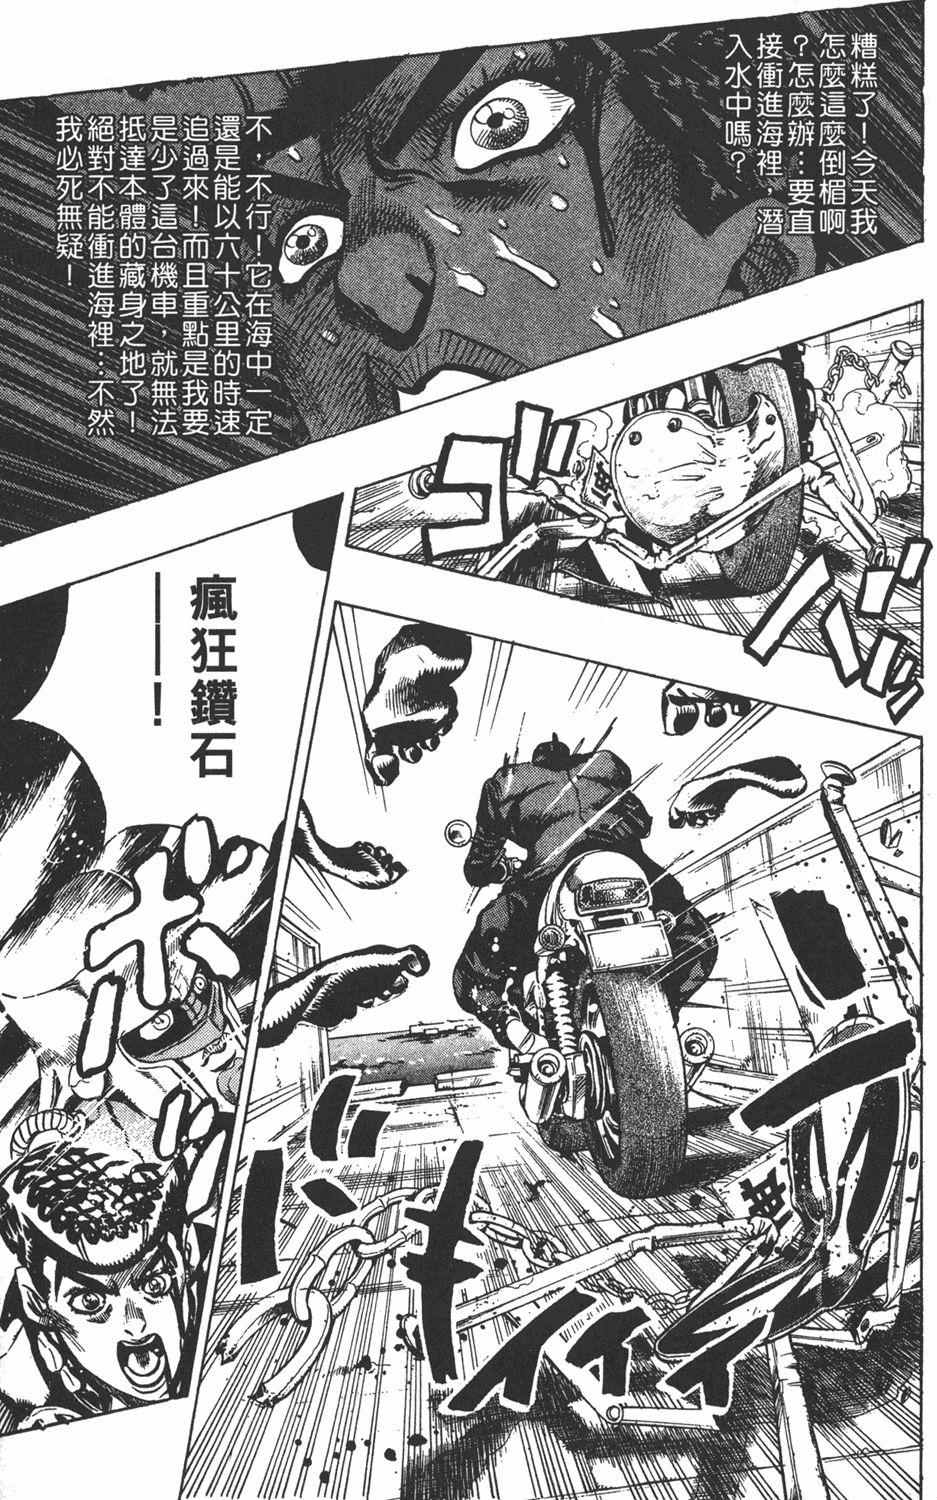 糟糕了！今天我
怎麼這麼倒楣啊
？怎麼辦…要直
接衝進海裡，潛
入水中嗎？
不，不行！它在海中一定
還是能以六十公里的時速
追過來！而且重點是我要
是少了這台機車，就無法
抵達本體的藏身之地了！
絕對不能衝進海裡…不然
我必死無疑！
ゴ
バッ
瘋狂鑽石
──！
ボ